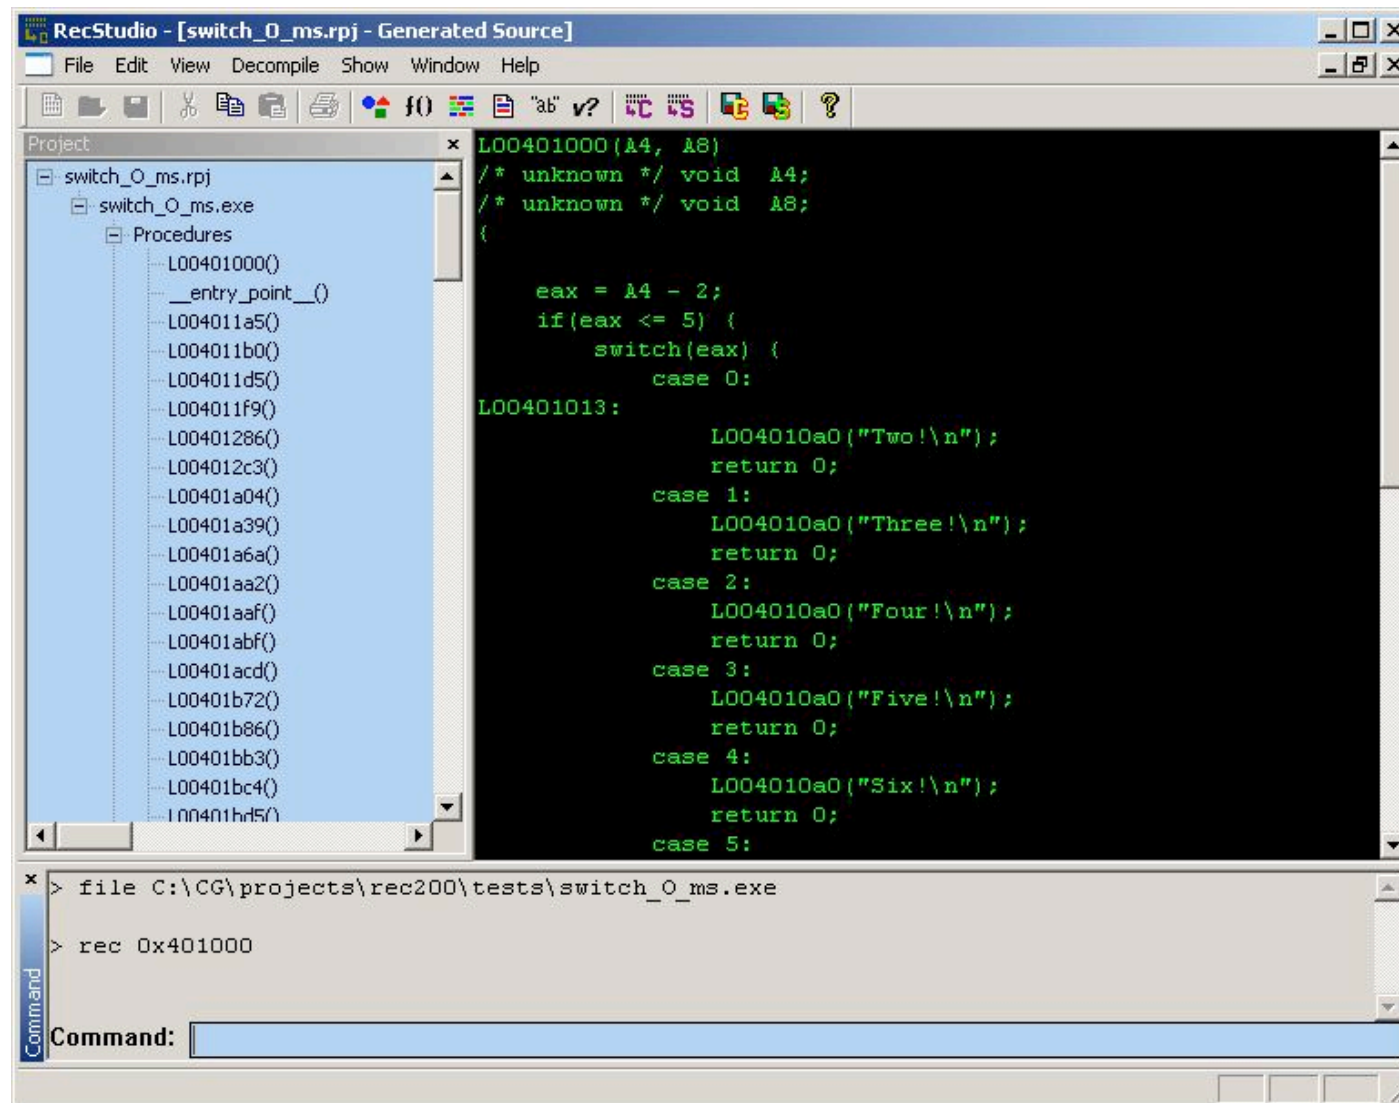 RecStudio - [switch_O_ms.rpj - Generated Source]
File Edit View Decompile Show Window Help
f() "ab" v? C S C S ?
Project
switch_O_ms.rpj
switch_O_ms.exe
Procedures
L00401000()
__entry_point__()
L004011a5()
L004011b0()
L004011d5()
L004011f9()
L00401286()
L004012c3()
L00401a04()
L00401a39()
L00401a6a()
L00401aa2()
L00401aaf()
L00401abf()
L00401acd()
L00401b72()
L00401b86()
L00401bb3()
L00401bc4()
L00401bd5()
L00401000(A4, A8)
/* unknown */ void  A4;
/* unknown */ void  A8;
{
eax = A4 - 2;
if(eax <= 5) {
switch(eax) {
case 0:
L00401013:
L004010a0("Two!\n");
return 0;
case 1:
L004010a0("Three!\n");
return 0;
case 2:
L004010a0("Four!\n");
return 0;
case 3:
L004010a0("Five!\n");
return 0;
case 4:
L004010a0("Six!\n");
return 0;
case 5:
> file C:\CG\projects\rec200\tests\switch_O_ms.exe
> rec 0x401000
Command
Command: